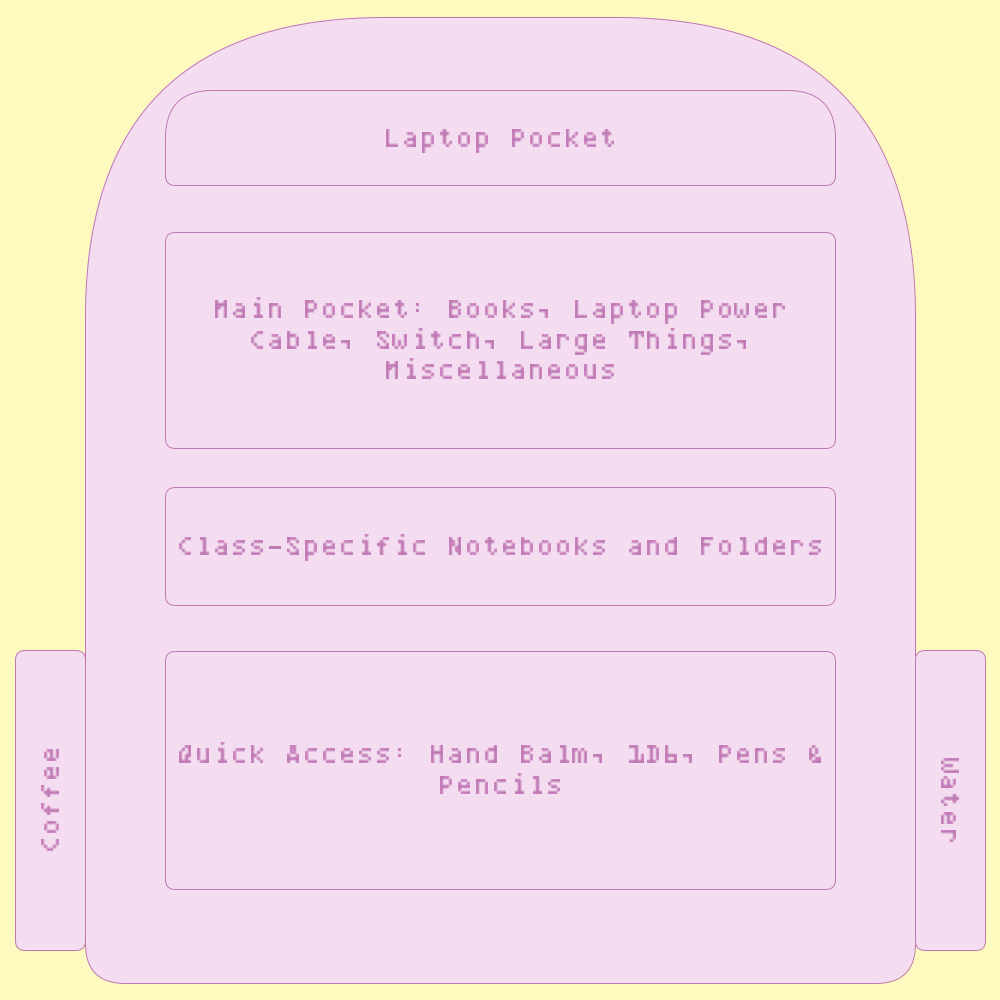 Laptop Pocket
Main Pocket: Books, Laptop Power
Cable, Switch, Large Things,
Miscellaneous
Class-Specific Notebooks and Folders
Quick Access: Hand Balm, 1D6, Pens &
Pencils
Coffee
Water